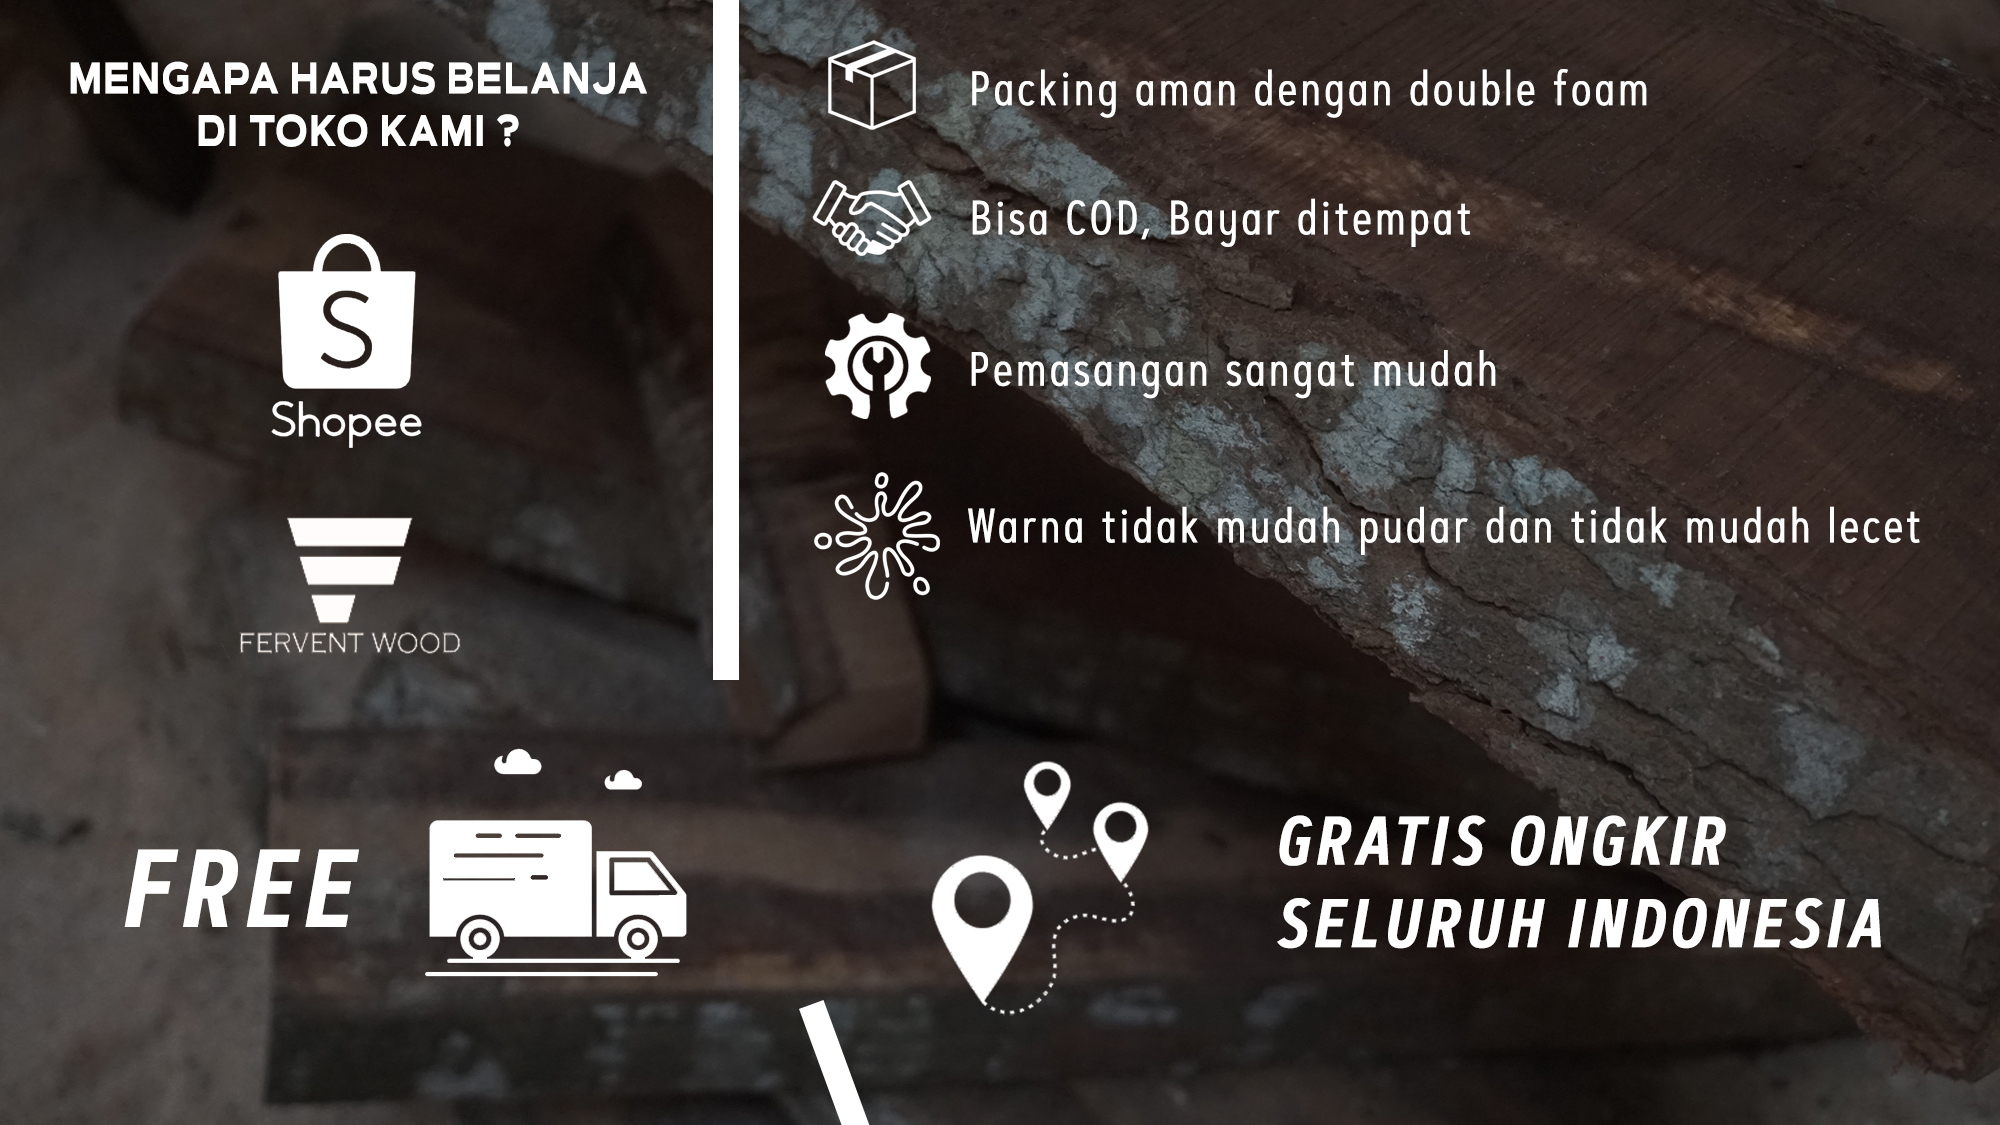 MENGAPA HARUS BELANJA
DI TOKO KAMI ?
S
Shopee
FERVENT WOOD
Packing aman dengan double foam
Bisa COD, Bayar ditempat
Pemasangan sangat mudah
Warna tidak mudah pudar dan tidak mudah lecet
FREE
GRATIS ONGKIR
SELURUH INDONESIA